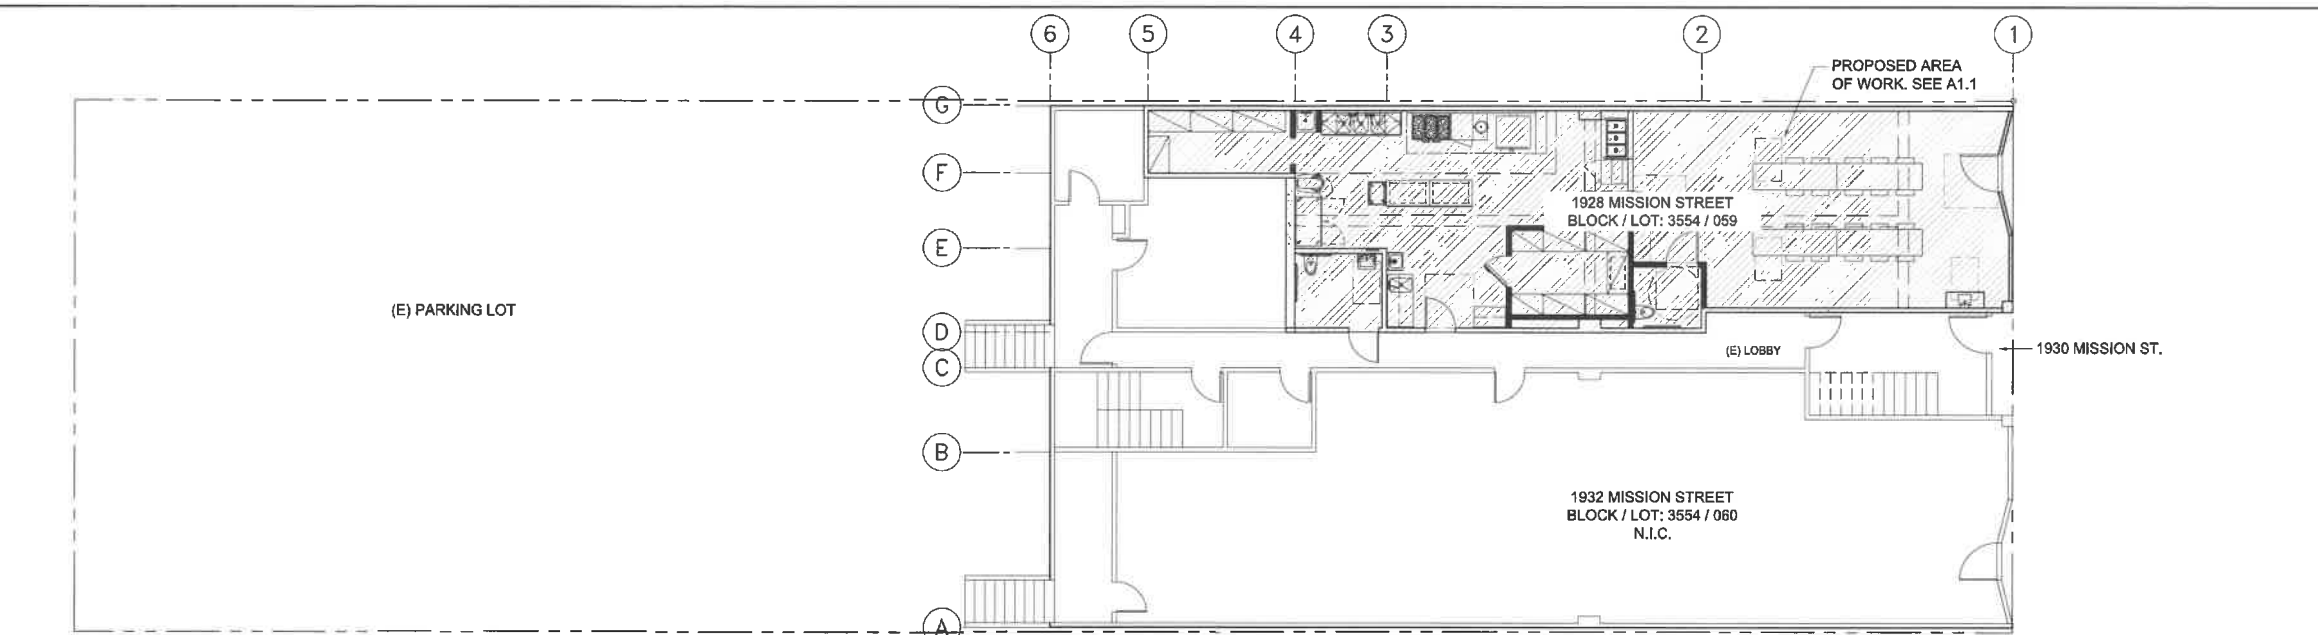 6
5
4
3
2
1
PROPOSED AREA
OF WORK. SEE A1.1
G
F
1928 MISSION STREET
BLOCK / LOT: 3554 / 059
E
(E) PARKING LOT
D
(E) LOBBY
1930 MISSION ST.
C
B
1932 MISSION STREET
BLOCK / LOT: 3554 / 060
N.I.C.
A